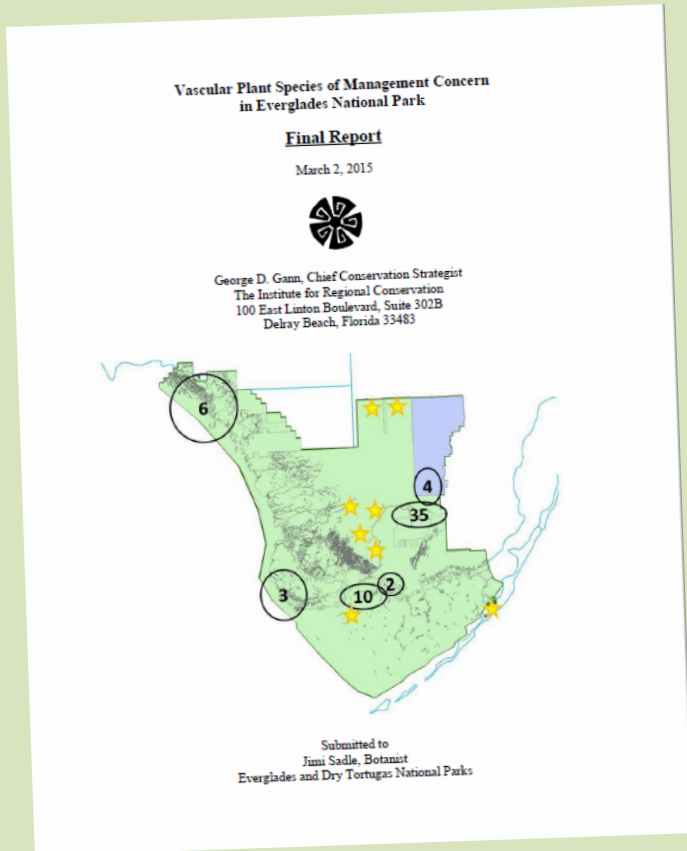 Vascular Plant Species of Management Concern
in Everglades National Park
Final Report
March 2, 2015
George D. Gann, Chief Conservation Strategist
The Institute for Regional Conservation
100 East Linton Boulevard, Suite 302B
Delray Beach, Florida 33483
6
4
35
3
10
2
Submitted to
Jimi Sadle, Botanist
Everglades and Dry Tortugas National Parks